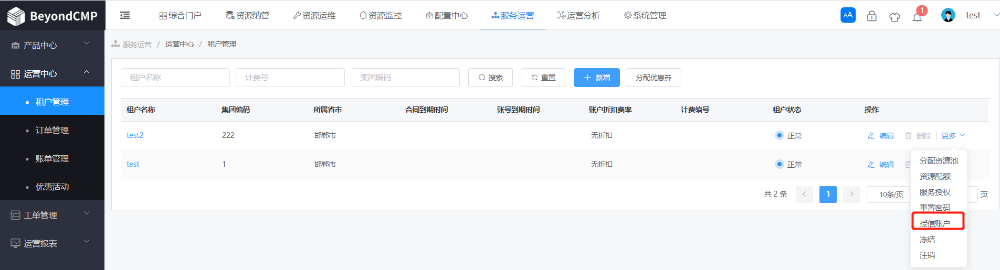 BeyondCMP
综合门户 资源纳管 资源运维 资源监控 配置中心 服务运营 运营分析 系统管理 AA 1 test
产品中心
运营中心
租户管理
订单管理
账单管理
优惠活动
工单管理
运营报表
服务运营 / 运营中心 / 租户管理
租户名称 计费号 集团编码 搜索 重置 + 新增 分配优惠券
租户名称 集团编码 所属省市 合同到期时间 账号到期时间 账户折扣费率 计费编号 租户状态 操作
test2 222 邯郸市 无折扣 正常 编辑 删除 更多
test 1 邯郸市 无折扣 正常 编辑
共 2 条 1 10条/页 页
分配资源池
资源配额
服务授权
重置密码
授信账户
冻结
注销